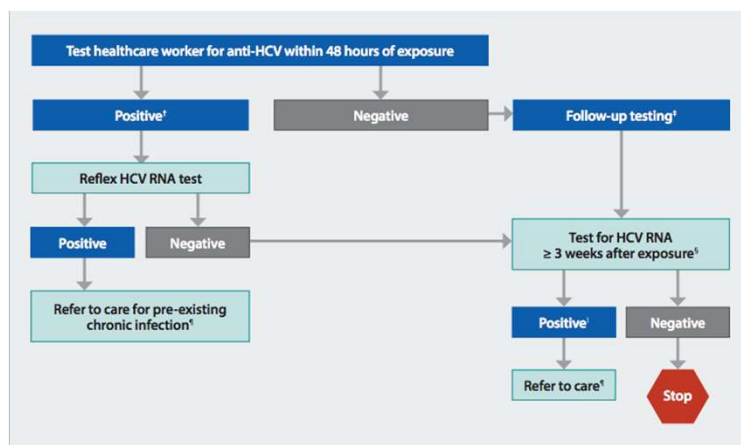 Test healthcare worker for anti-HCV within 48 hours of exposure
Positive†
Negative
Follow-up testing‡
Reflex HCV RNA test
Positive
Negative
Test for HCV RNA
≥ 3 weeks after exposure§
Refer to care for pre-existing
chronic infection¶
Positive
Negative
Refer to care¶
Stop